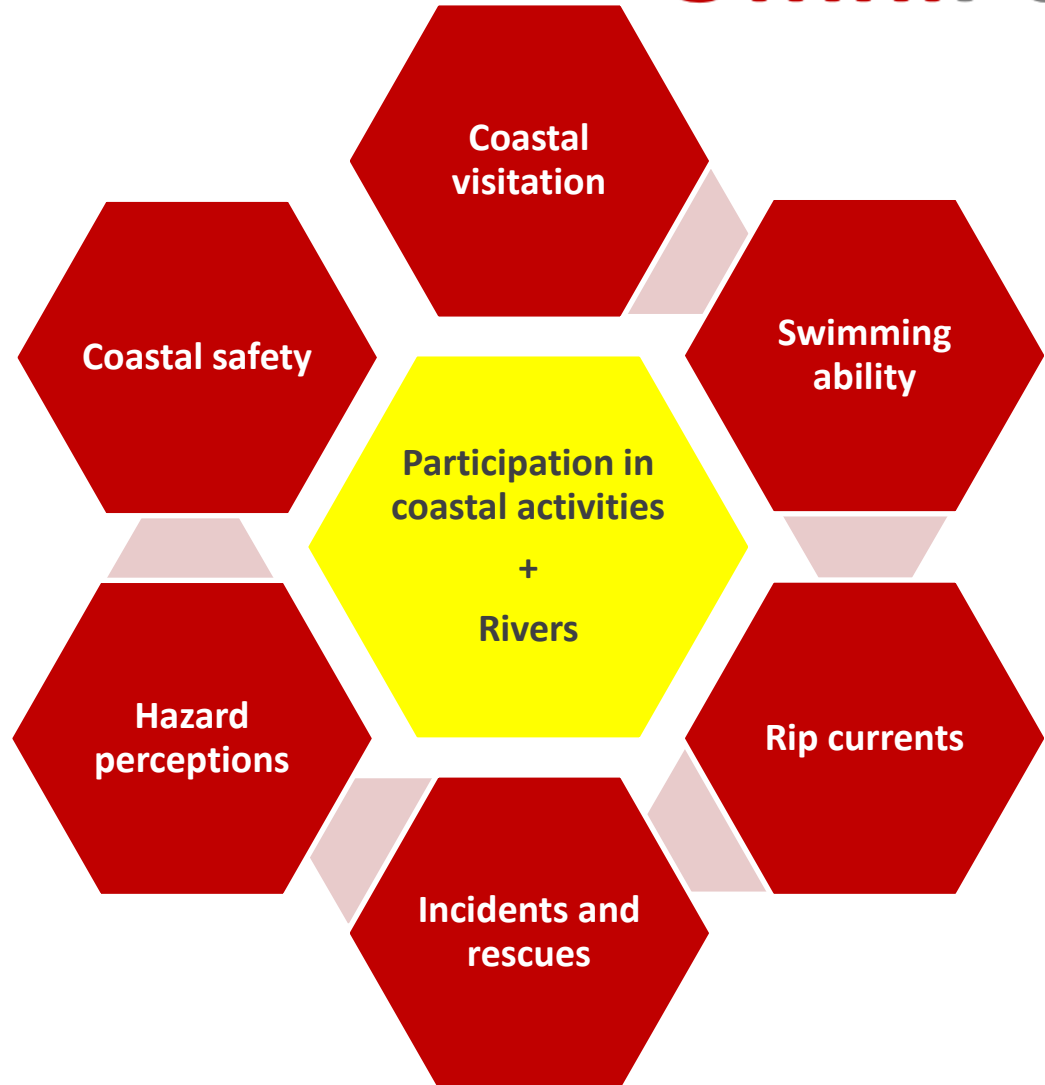 Coastal
visitation
Swimming
ability
Coastal safety
Participation in
coastal activities
+
Rivers
Hazard
perceptions
Rip currents
Incidents and
rescues